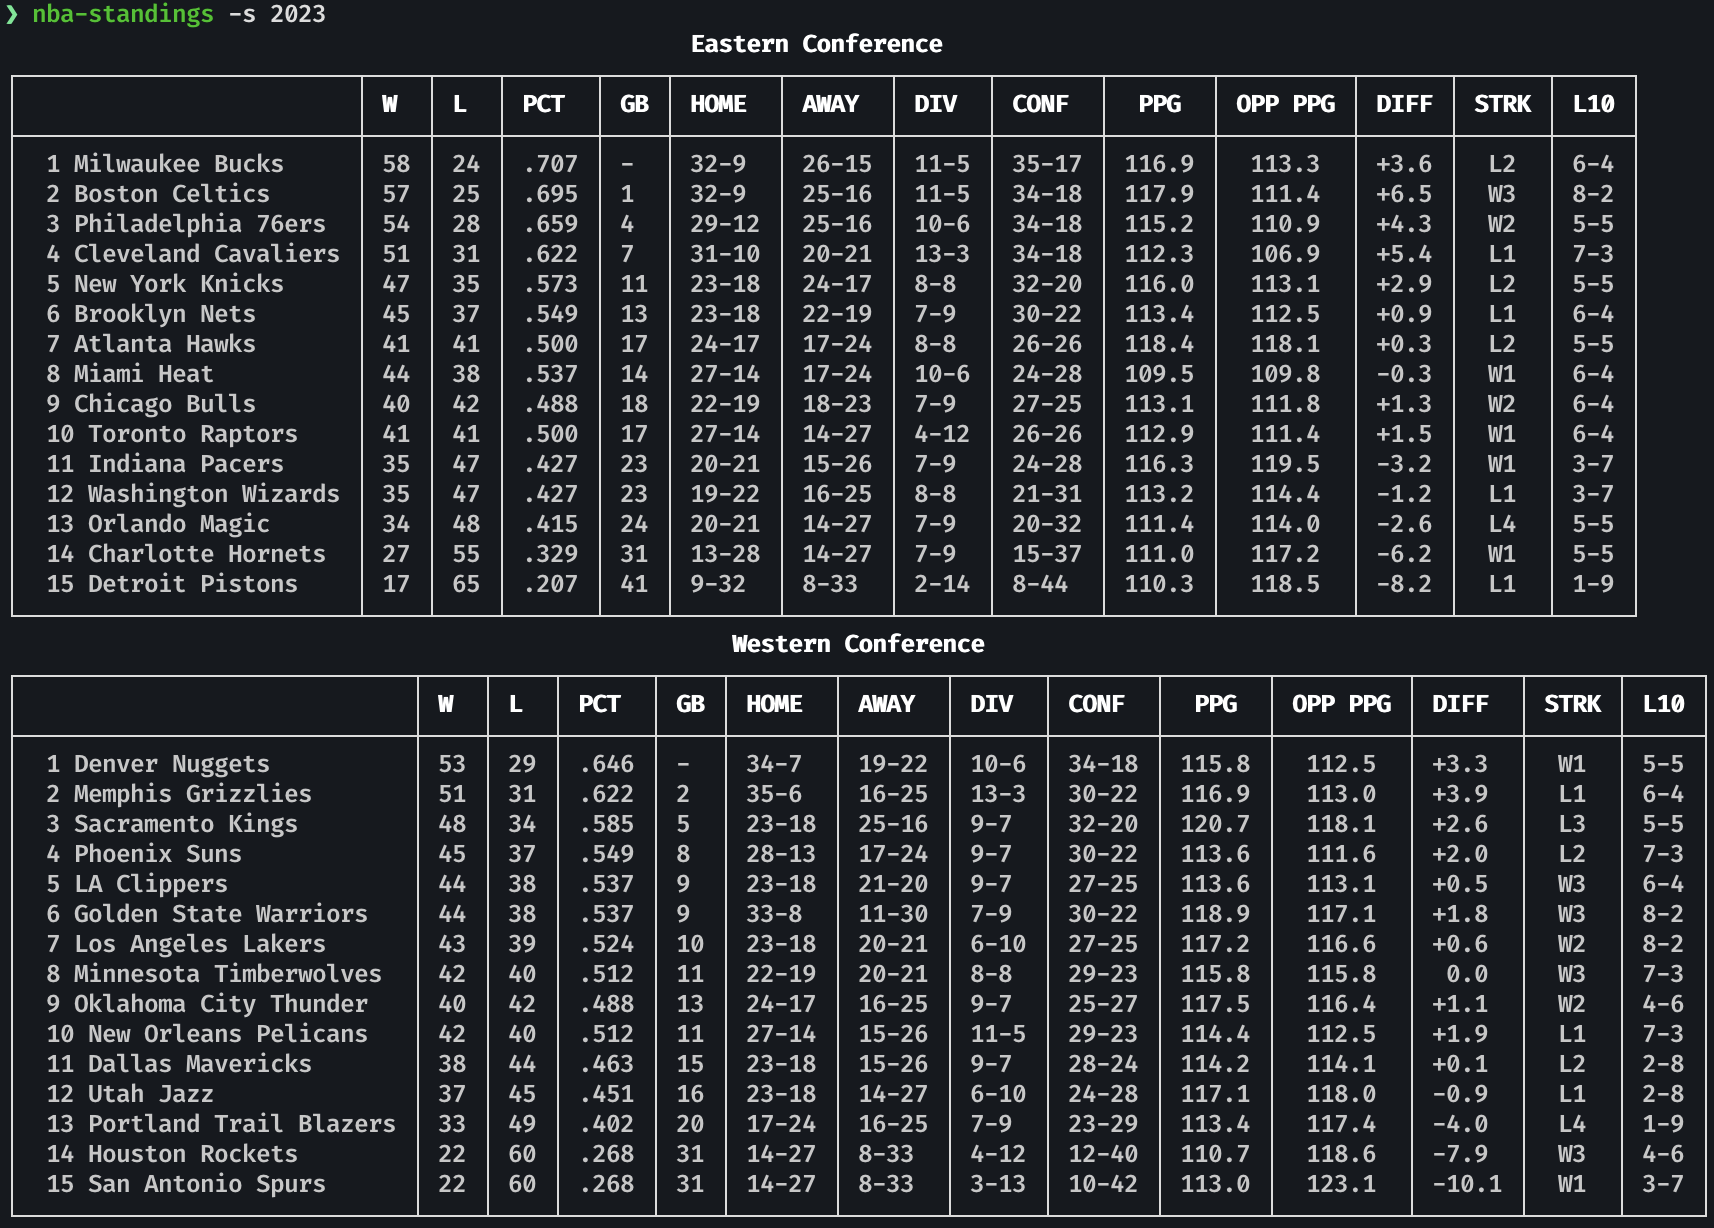 ❯ nba-standings -s 2023
Eastern Conference
W L PCT GB HOME AWAY DIV CONF PPG OPP PPG DIFF STRK L10
1 Milwaukee Bucks 58 24 .707 - 32-9 26-15 11-5 35-17 116.9 113.3 +3.6 L2 6-4
2 Boston Celtics 57 25 .695 1 32-9 25-16 11-5 34-18 117.9 111.4 +6.5 W3 8-2
3 Philadelphia 76ers 54 28 .659 4 29-12 25-16 10-6 34-18 115.2 110.9 +4.3 W2 5-5
4 Cleveland Cavaliers 51 31 .622 7 31-10 20-21 13-3 34-18 112.3 106.9 +5.4 L1 7-3
5 New York Knicks 47 35 .573 11 23-18 24-17 8-8 32-20 116.0 113.1 +2.9 L2 5-5
6 Brooklyn Nets 45 37 .549 13 23-18 22-19 7-9 30-22 113.4 112.5 +0.9 L1 6-4
7 Atlanta Hawks 41 41 .500 17 24-17 17-24 8-8 26-26 118.4 118.1 +0.3 L2 5-5
8 Miami Heat 44 38 .537 14 27-14 17-24 10-6 24-28 109.5 109.8 -0.3 W1 6-4
9 Chicago Bulls 40 42 .488 18 22-19 18-23 7-9 27-25 113.1 111.8 +1.3 W2 6-4
10 Toronto Raptors 41 41 .500 17 27-14 14-27 4-12 26-26 112.9 111.4 +1.5 W1 6-4
11 Indiana Pacers 35 47 .427 23 20-21 15-26 7-9 24-28 116.3 119.5 -3.2 W1 3-7
12 Washington Wizards 35 47 .427 23 19-22 16-25 8-8 21-31 113.2 114.4 -1.2 L1 3-7
13 Orlando Magic 34 48 .415 24 20-21 14-27 7-9 20-32 111.4 114.0 -2.6 L4 5-5
14 Charlotte Hornets 27 55 .329 31 13-28 14-27 7-9 15-37 111.0 117.2 -6.2 W1 5-5
15 Detroit Pistons 17 65 .207 41 9-32 8-33 2-14 8-44 110.3 118.5 -8.2 L1 1-9
Western Conference
W L PCT GB HOME AWAY DIV CONF PPG OPP PPG DIFF STRK L10
1 Denver Nuggets 53 29 .646 - 34-7 19-22 10-6 34-18 115.8 112.5 +3.3 W1 5-5
2 Memphis Grizzlies 51 31 .622 2 35-6 16-25 13-3 30-22 116.9 113.0 +3.9 L1 6-4
3 Sacramento Kings 48 34 .585 5 23-18 25-16 9-7 32-20 120.7 118.1 +2.6 L3 5-5
4 Phoenix Suns 45 37 .549 8 28-13 17-24 9-7 30-22 113.6 111.6 +2.0 L2 7-3
5 LA Clippers 44 38 .537 9 23-18 21-20 9-7 27-25 113.6 113.1 +0.5 W3 6-4
6 Golden State Warriors 44 38 .537 9 33-8 11-30 7-9 30-22 118.9 117.1 +1.8 W3 8-2
7 Los Angeles Lakers 43 39 .524 10 23-18 20-21 6-10 27-25 117.2 116.6 +0.6 W2 8-2
8 Minnesota Timberwolves 42 40 .512 11 22-19 20-21 8-8 29-23 115.8 115.8 0.0 W3 7-3
9 Oklahoma City Thunder 40 42 .488 13 24-17 16-25 9-7 25-27 117.5 116.4 +1.1 W2 4-6
10 New Orleans Pelicans 42 40 .512 11 27-14 15-26 11-5 29-23 114.4 112.5 +1.9 L1 7-3
11 Dallas Mavericks 38 44 .463 15 23-18 15-26 9-7 28-24 114.2 114.1 +0.1 L2 2-8
12 Utah Jazz 37 45 .451 16 23-18 14-27 6-10 24-28 117.1 118.0 -0.9 L1 2-8
13 Portland Trail Blazers 33 49 .402 20 17-24 16-25 7-9 23-29 113.4 117.4 -4.0 L4 1-9
14 Houston Rockets 22 60 .268 31 14-27 8-33 4-12 12-40 110.7 118.6 -7.9 W3 4-6
15 San Antonio Spurs 22 60 .268 31 14-27 8-33 3-13 10-42 113.0 123.1 -10.1 W1 3-7